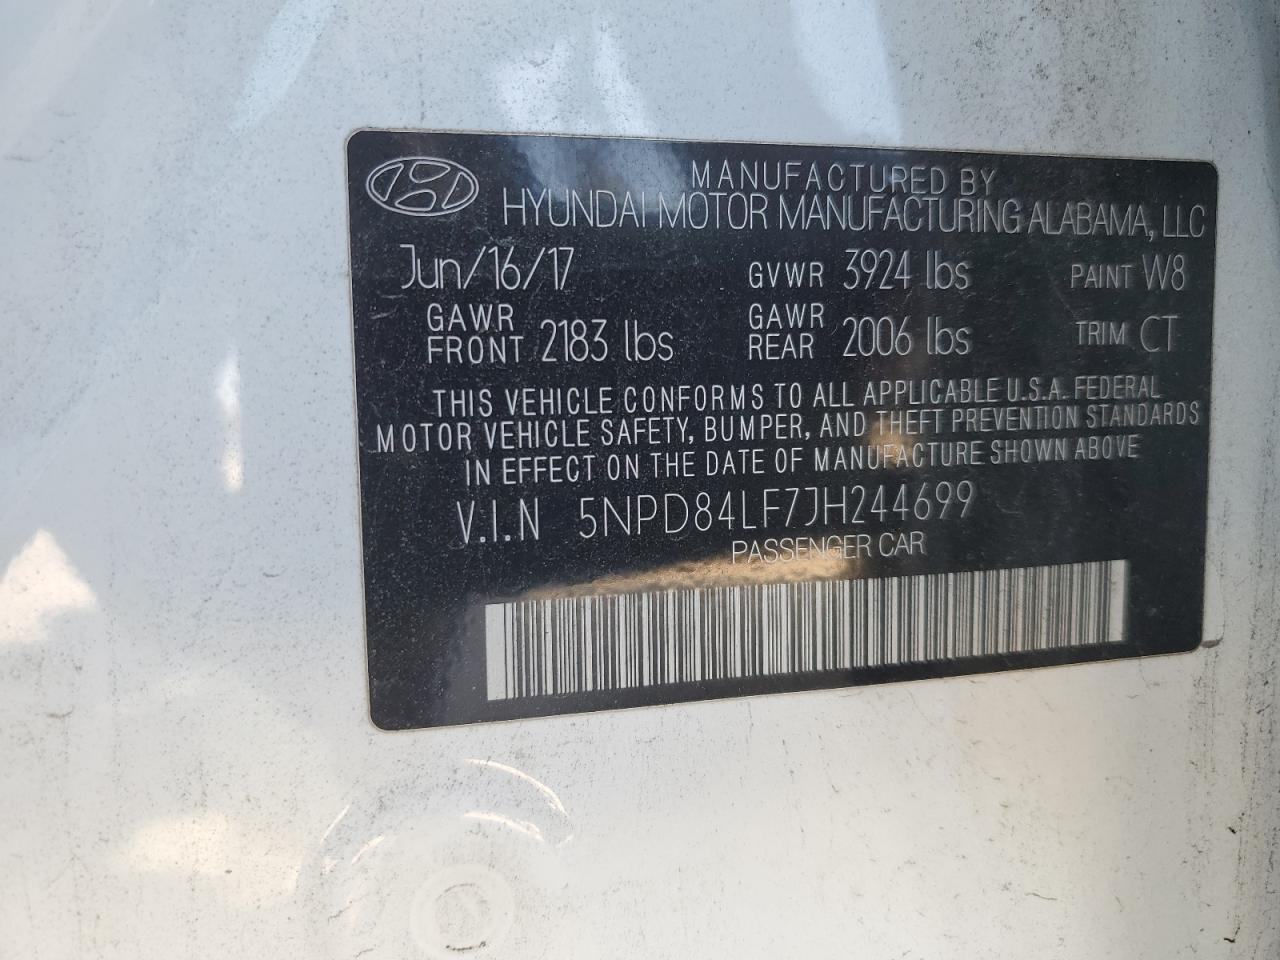 MANUFACTURED BY
HYUNDAI MOTOR MANUFACTURING ALABAMA, LLC
Jun/16/17 GVWR 3924 lbs PAINT W8
GAWR FRONT 2183 lbs GAWR REAR 2006 lbs TRIM CT
THIS VEHICLE CONFORMS TO ALL APPLICABLE U.S.A. FEDERAL
MOTOR VEHICLE SAFETY, BUMPER, AND THEFT PREVENTION STANDARDS
IN EFFECT ON THE DATE OF MANUFACTURE SHOWN ABOVE
V.I.N 5NPD84LF7JH244699
PASSENGER CAR